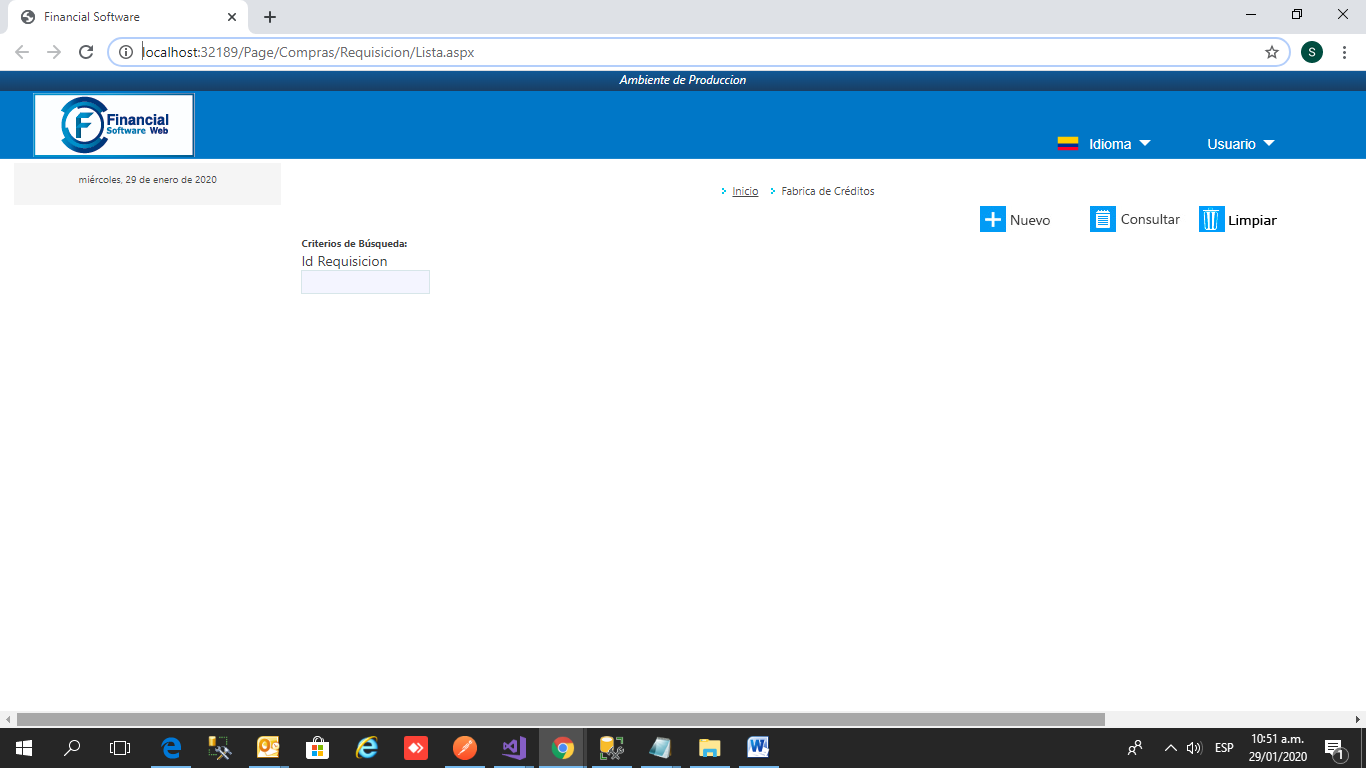 Financial Software
localhost:32189/Page/Compras/Requisicion/Lista.aspx
S
Ambiente de Produccion
F Financial
Software Web
Idioma
Usuario
miércoles, 29 de enero de 2020
Inicio
Fabrica de Créditos
Nuevo
Consultar
Limpiar
Criterios de Búsqueda:
Id Requisicion
ESP
10:51 a.m.
29/01/2020
1